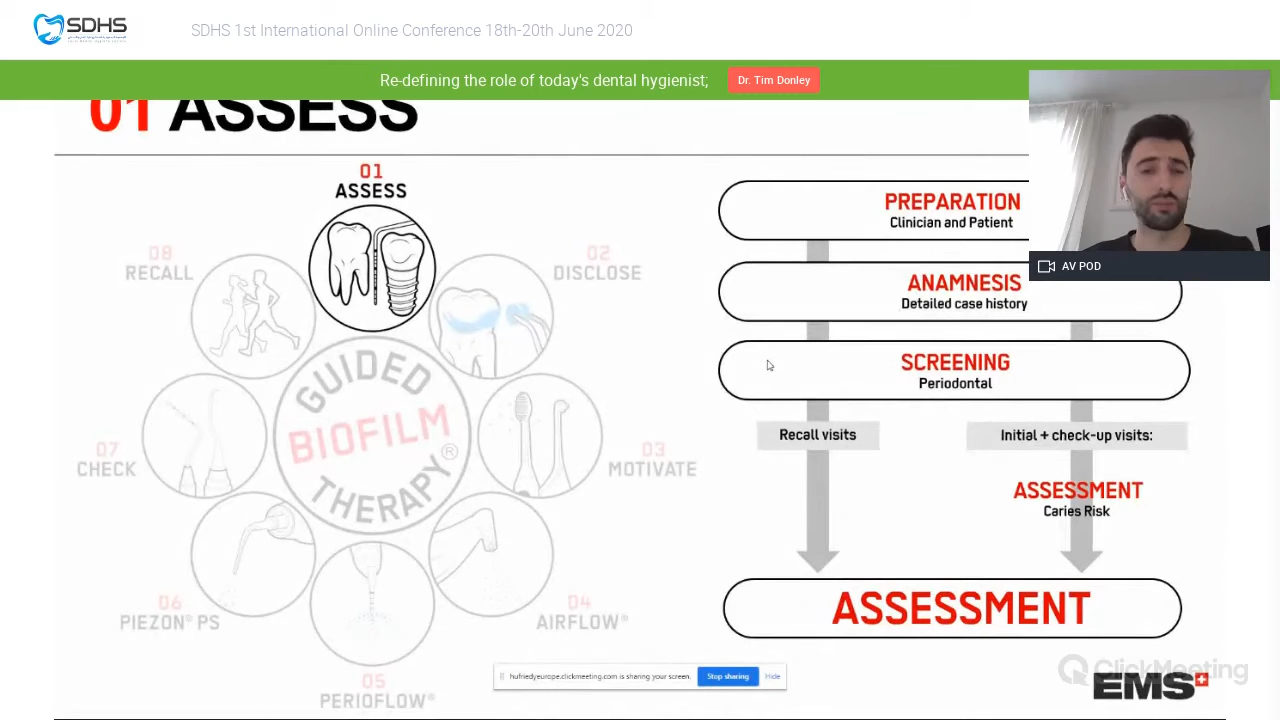 SDHS
SDHS 1st International Online Conference 18th-20th June 2020
Re-defining the role of today's dental hygienist;
Dr. Tim Donley
01 ASSESS
AV POD
01
ASSESS
02
DISCLOSE
03
MOTIVATE
04
AIRFLOW®
05
PERIOFLOW®
06
PIEZON® PS
07
CHECK
08
RECALL
GUIDED
BIOFILM
THERAPY®
PREPARATION
Clinician and Patient
ANAMNESIS
Detailed case history
SCREENING
Periodontal
Recall visits
Initial + check-up visits:
ASSESSMENT
Caries Risk
ASSESSMENT
hufriedyeurope.clickmeeting.com is sharing your screen.
Stop sharing
Hide
ClickMeeting
EMS